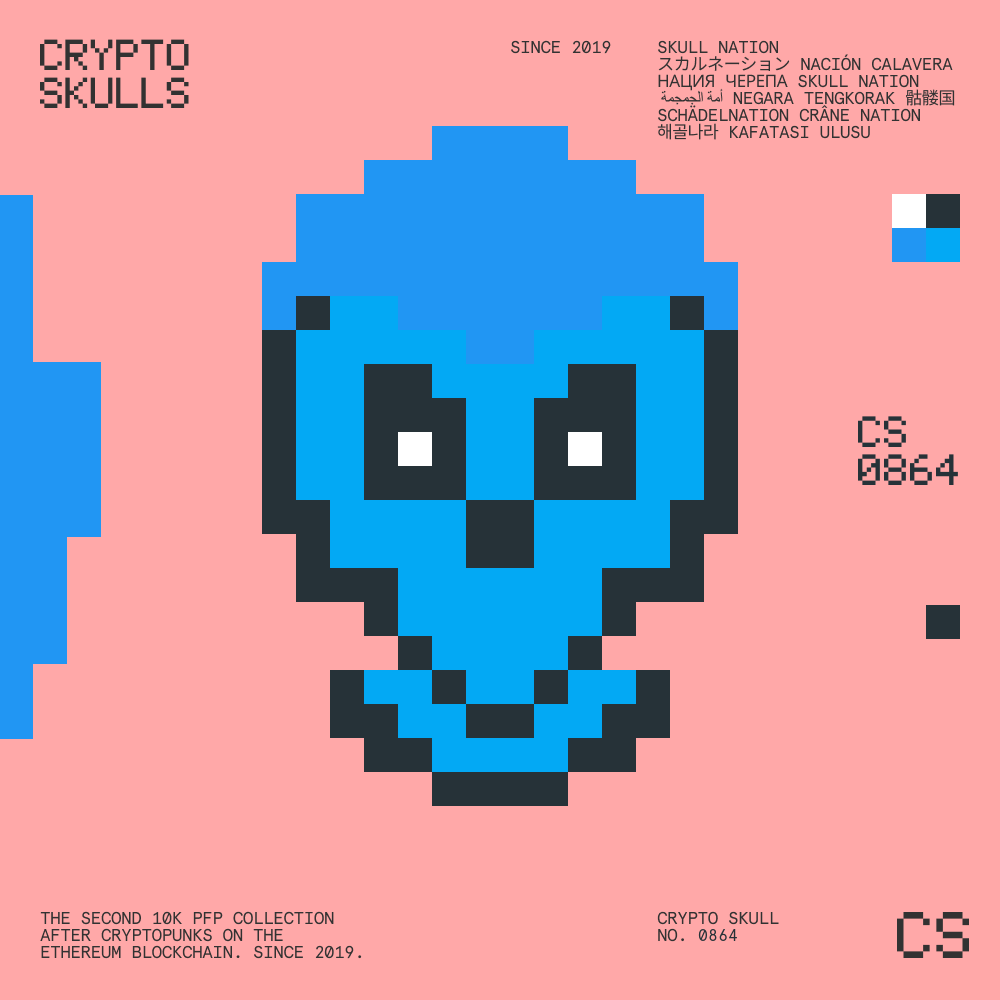 CRYPTO
SKULLS
SINCE 2019
SKULL NATION
スカルネーション NACIÓN CALAVERA
НАЦИЯ ЧЕРЕПА SKULL NATION
أمة الجمجمة NEGARA TENGKORAK 骷髅国
SCHÄDELNATION CRÂNE NATION
해골나라 KAFATASI ULUSU
CS
0864
THE SECOND 10K PFP COLLECTION
AFTER CRYPTOPUNKS ON THE
ETHEREUM BLOCKCHAIN. SINCE 2019.
CRYPTO SKULL
NO. 0864
CS